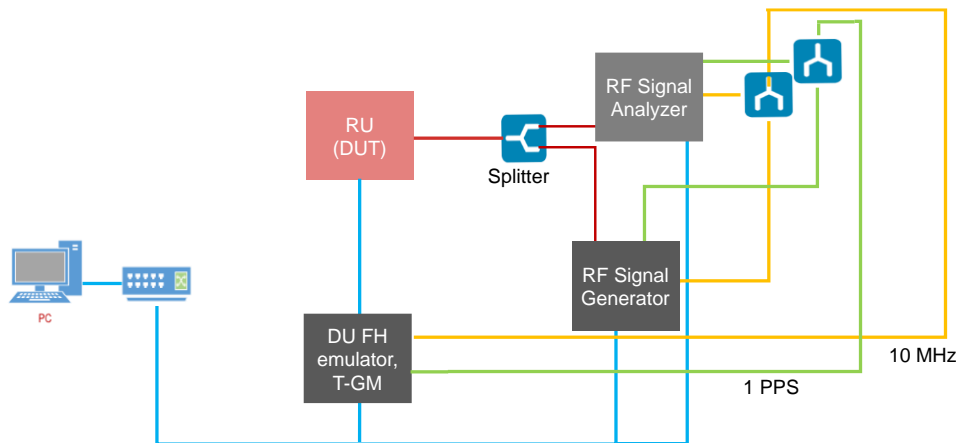 RF Signal
Analyzer
RU
(DUT)
Splitter
RF Signal
Generator
PC
DU FH
emulator,
T-GM
10 MHz
1 PPS